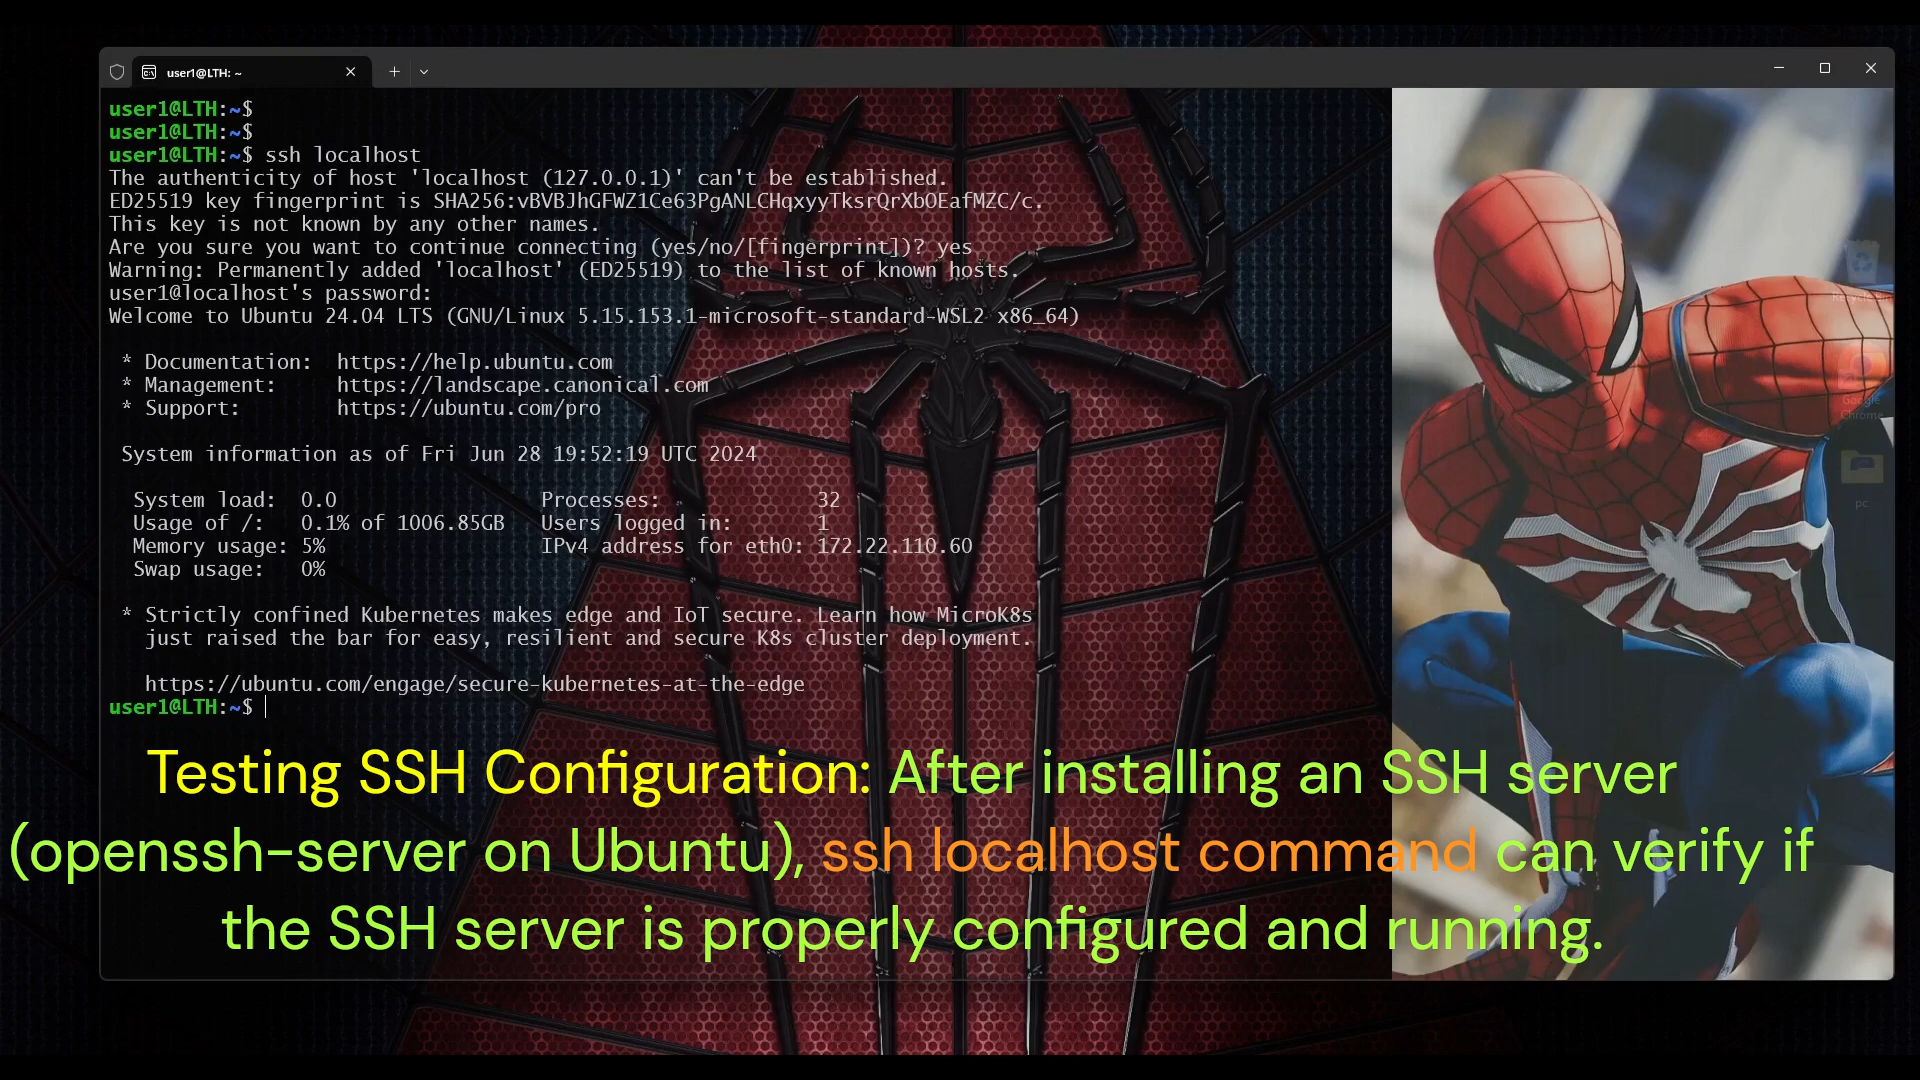 user1@LTH: ~
user1@LTH:~$
user1@LTH:~$
user1@LTH:~$ ssh localhost
The authenticity of host 'localhost (127.0.0.1)' can't be established.
ED25519 key fingerprint is SHA256:vBVBJhGFWZ1Ce63PgANLCHqxyyTksrQrXbOEafMZC/c.
This key is not known by any other names.
Are you sure you want to continue connecting (yes/no/[fingerprint])? yes
Warning: Permanently added 'localhost' (ED25519) to the list of known hosts.
user1@localhost's password:
Welcome to Ubuntu 24.04 LTS (GNU/Linux 5.15.153.1-microsoft-standard-WSL2 x86_64)
* Documentation:  https://help.ubuntu.com
* Management:     https://landscape.canonical.com
* Support:        https://ubuntu.com/pro
System information as of Fri Jun 28 19:52:19 UTC 2024
System load:  0.0                 Processes:             32
Usage of /:   0.1% of 1006.85GB   Users logged in:       1
Memory usage: 5%                  IPv4 address for eth0: 172.22.110.60
Swap usage:   0%
* Strictly confined Kubernetes makes edge and IoT secure. Learn how MicroK8s
just raised the bar for easy, resilient and secure K8s cluster deployment.
https://ubuntu.com/engage/secure-kubernetes-at-the-edge
user1@LTH:~$
Google
Chrome
pc
Testing SSH Configuration: After installing an SSH server
(openssh-server on Ubuntu), ssh localhost command can verify if
the SSH server is properly configured and running.